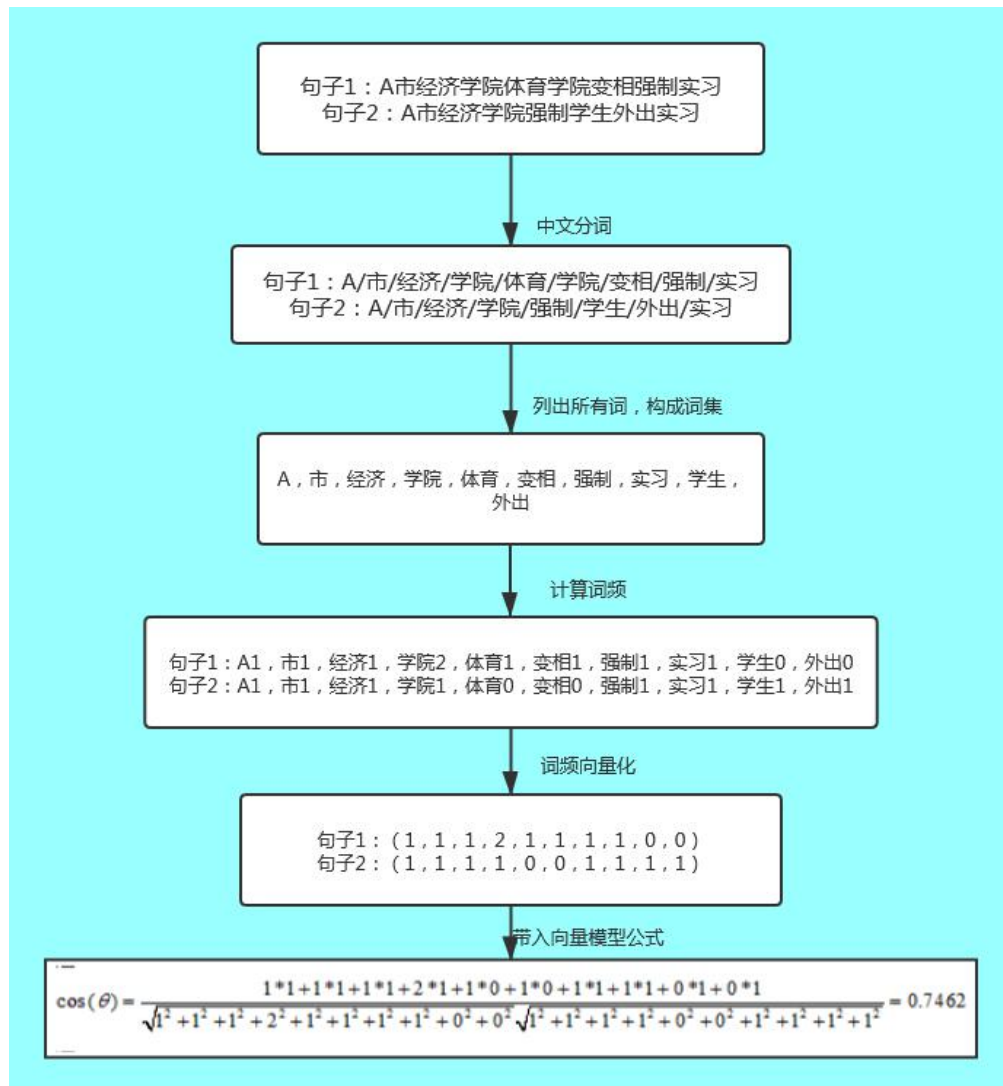 句子1：A市经济学院体育学院变相强制实习
句子2：A市经济学院强制学生外出实习
中文分词
句子1：A/市/经济/学院/体育/学院/变相/强制/实习
句子2：A/市/经济/学院/强制/学生/外出/实习
列出所有词，构成词集
A，市，经济，学院，体育，变相，强制，实习，学生，
外出
计算词频
句子1：A1，市1，经济1，学院2，体育1，变相1，强制1，实习1，学生0，外出0
句子2：A1，市1，经济1，学院1，体育0，变相0，强制1，实习1，学生1，外出1
词频向量化
句子1：(1，1，1，2，1，1，1，1，0，0)
句子2：(1，1，1，1，0，0，1，1，1，1)
带入向量模型公式
cos(θ)= 1*1+1*1+1*1+2*1+1*0+1*0+1*1+1*1+0*1+0*1 / √1²+1²+1²+2²+1²+1²+1²+1²+0²+0² √1²+1²+1²+1²+0²+0²+1²+1²+1²+1² = 0.7462